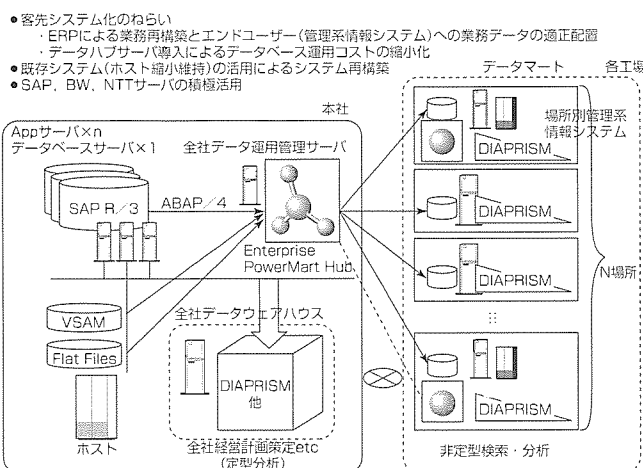 ●客先システム化のねらい
・ERPによる業務再構築とエンドユーザー(管理系情報システム)への業務データの適正配置
・データハブサーバ導入によるデータベース運用コストの縮小化
●既存システム(ホスト縮小維持)の活用によるシステム再構築
●SAP、BW、NTTサーバの積極活用
データマート
各工場
本社
Appサーバ×n
データベースサーバ×1
全社データ運用管理サーバ
場所別管理系
情報システム
DIAPRISM
SAP R/3
ABAP/4
DIAPRISM
Enterprise
PowerMart Hub
DIAPRISM
N場所
VSAM
Flat Files
全社データウェアハウス
DIAPRISM
他
DIAPRISM
ホスト
全社経営計画策定etc
(定型分析)
非定型検索・分析